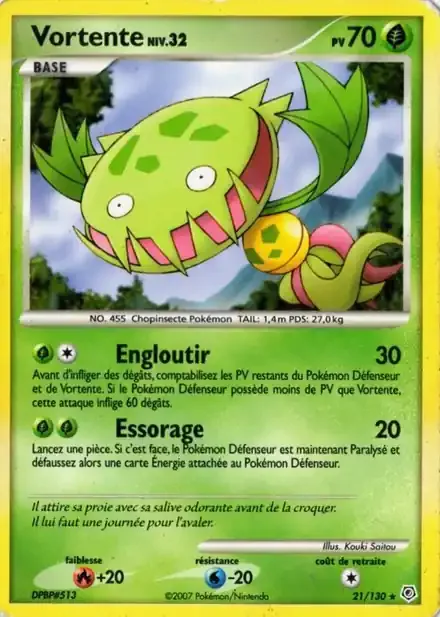 Vortente NIV.32 PV 70
BASE
NO. 455 Chopinsecte Pokémon TAIL: 1,4m PDS: 27,0kg
Engloutir 30
Avant d'infliger des dégâts, comptabilisez les PV restants du Pokémon Défenseur
et de Vortente. Si le Pokémon Défenseur possède moins de PV que Vortente,
cette attaque inflige 60 dégâts.
Essorage 20
Lancez une pièce. Si c'est face, le Pokémon Défenseur est maintenant Paralysé et
défaussez alors une carte Énergie attachée au Pokémon Défenseur.
Il attire sa proie avec sa salive odorante avant de la croquer.
Il lui faut une journée pour l'avaler.
Illus. Kouki Saitou
faiblesse résistance coût de retraite
+20 -20
DPBP#513 ©2007 Pokémon/Nintendo 21/130 ★